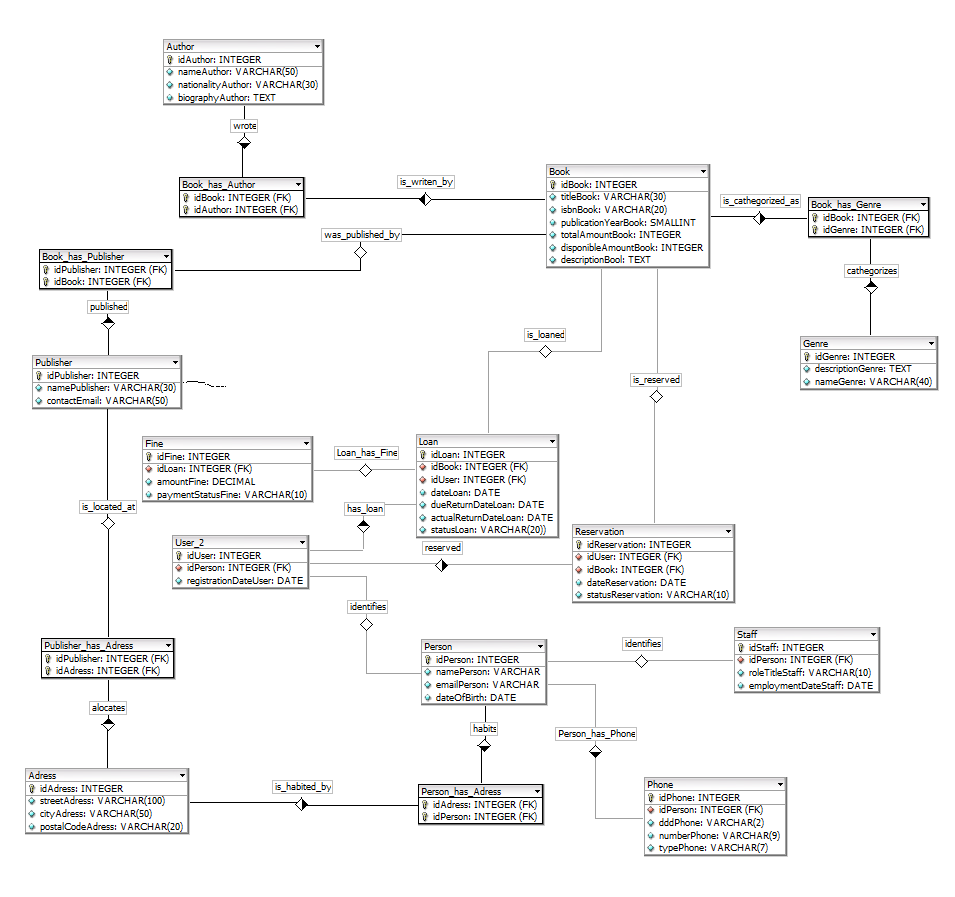 Author
idAuthor: INTEGER
nameAuthor: VARCHAR(50)
nationalityAuthor: VARCHAR(30)
biographyAuthor: TEXT
wrote
Book_has_Author
idBook: INTEGER (FK)
idAuthor: INTEGER (FK)
is_writen_by
Book
idBook: INTEGER
titleBook: VARCHAR(30)
isbnBook: VARCHAR(20)
publicationYearBook: SMALLINT
totalAmountBook: INTEGER
disponibleAmountBook: INTEGER
descriptionBool: TEXT
is_cathegorized_as
Book_has_Genre
idBook: INTEGER (FK)
idGenre: INTEGER (FK)
was_published_by
Book_has_Publisher
idPublisher: INTEGER (FK)
idBook: INTEGER (FK)
cathegorizes
published
Genre
idGenre: INTEGER
descriptionGenre: TEXT
nameGenre: VARCHAR(40)
is_loaned
Publisher
idPublisher: INTEGER
namePublisher: VARCHAR(30)
contactEmail: VARCHAR(50)
is_reserved
Fine
idFine: INTEGER
idLoan: INTEGER (FK)
amountFine: DECIMAL
paymentStatusFine: VARCHAR(10)
Loan_has_Fine
Loan
idLoan: INTEGER
idBook: INTEGER (FK)
idUser: INTEGER (FK)
dateLoan: DATE
dueReturnDateLoan: DATE
actualReturnDateLoan: DATE
statusLoan: VARCHAR(20))
is_located_at
has_loan
User_2
idUser: INTEGER
idPerson: INTEGER (FK)
registrationDateUser: DATE
reserved
Reservation
idReservation: INTEGER
idUser: INTEGER (FK)
idBook: INTEGER (FK)
dateReservation: DATE
statusReservation: VARCHAR(10)
identifies
Publisher_has_Adress
idPublisher: INTEGER (FK)
idAdress: INTEGER (FK)
Person
idPerson: INTEGER
namePerson: VARCHAR
emailPerson: VARCHAR
dateOfBirth: DATE
identifies
Staff
idStaff: INTEGER
idPerson: INTEGER (FK)
roleTitleStaff: VARCHAR(10)
employmentDateStaff: DATE
alocates
habits
Person_has_Phone
Adress
idAdress: INTEGER
streetAdress: VARCHAR(100)
cityAdress: VARCHAR(50)
postalCodeAdress: VARCHAR(20)
is_habited_by
Person_has_Adress
idAdress: INTEGER (FK)
idPerson: INTEGER (FK)
Phone
idPhone: INTEGER
idPerson: INTEGER (FK)
dddPhone: VARCHAR(2)
numberPhone: VARCHAR(9)
typePhone: VARCHAR(7)